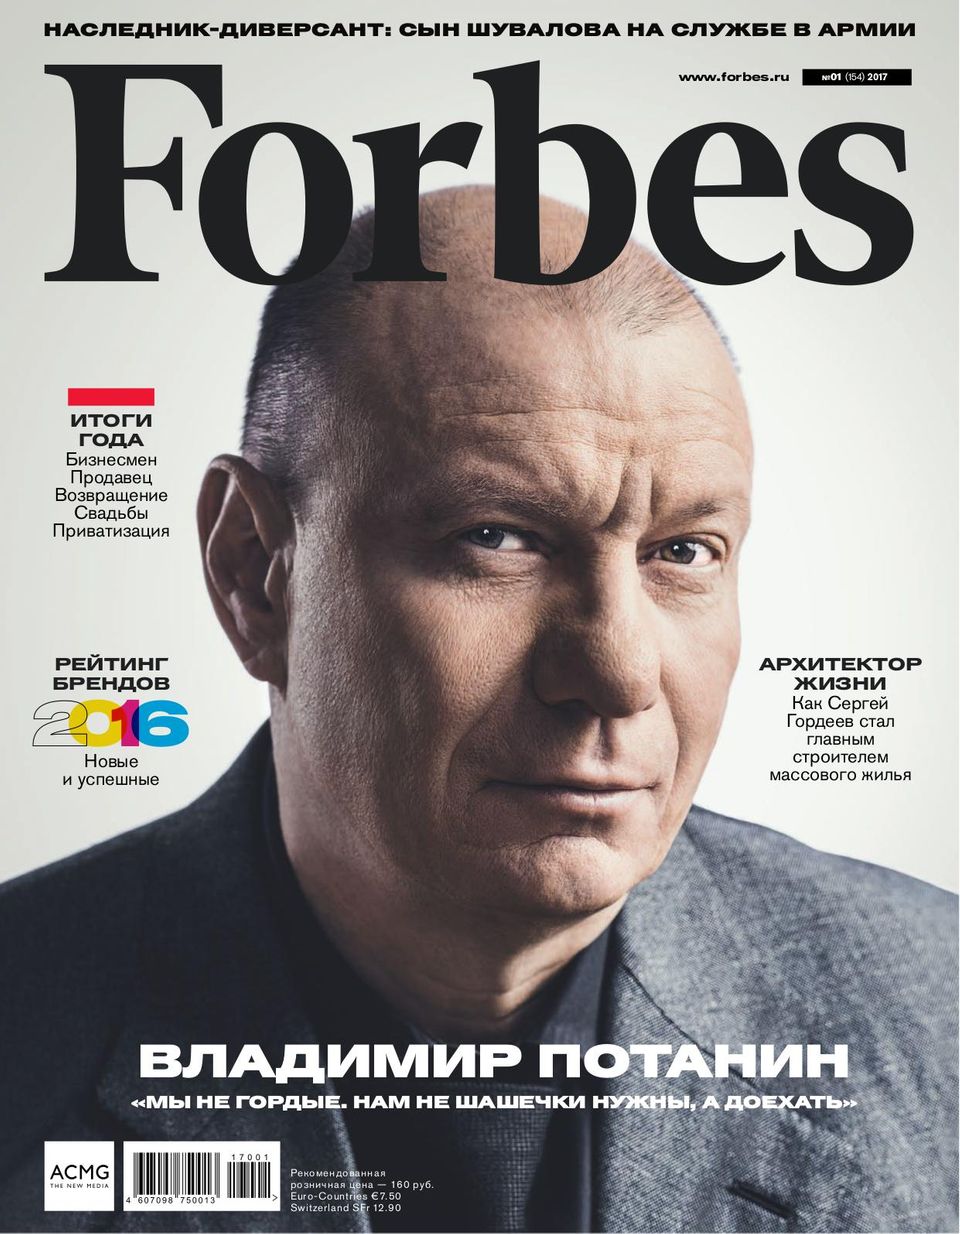 НАСЛЕДНИК-ДИВЕРСАНТ: СЫН ШУВАЛОВА НА СЛУЖБЕ В АРМИИ
www.forbes.ru №01 (154) 2017
Forbes
ИТОГИ
ГОДА
Бизнесмен
Продавец
Возвращение
Свадьбы
Приватизация
РЕЙТИНГ
БРЕНДОВ
2016
Новые
и успешные
АРХИТЕКТОР
ЖИЗНИ
Как Сергей
Гордеев стал
главным
строителем
массового жилья
ВЛАДИМИР ПОТАНИН
«МЫ НЕ ГОРДЫЕ. НАМ НЕ ШАШЕЧКИ НУЖНЫ, А ДОЕХАТЬ»
ACMG
THE NEW MEDIA
17001
4 607098 750013 >
Рекомендованная
розничная цена — 160 руб.
Euro-Countries €7.50
Switzerland SFr 12.90